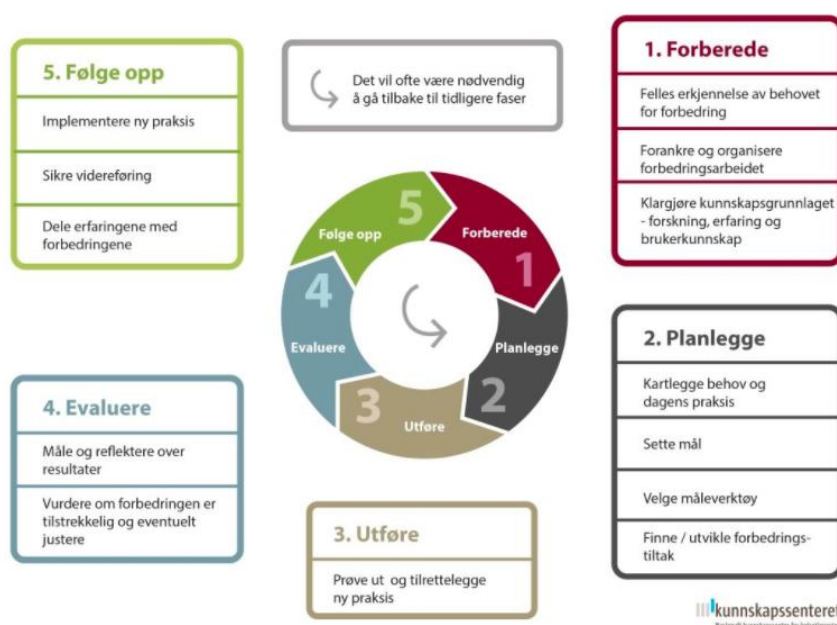 5. Følge opp
Implementere ny praksis
Sikre videreføring
Dele erfaringene med
forbedringene
Det vil ofte være nødvendig
å gå tilbake til tidligere faser
1. Forberede
Felles erkjennelse av behovet
for forbedring
Forankre og organisere
forbedringsarbeidet
Klargjøre kunnskapsgrunnlaget
- forskning, erfaring og
brukerkunnskap
5
Følge opp
Forberede
1
4
Evaluere
Planlegge
2
3
Utføre
2. Planlegge
Kartlegge behov og
dagens praksis
Sette mål
Velge måleverktøy
Finne / utvikle forbedrings-
tiltak
4. Evaluere
Måle og reflektere over
resultater
Vurdere om forbedringen er
tilstrekkelig og eventuelt
justere
3. Utføre
Prøve ut og tilrettelegge
ny praksis
kunnskapssenteret